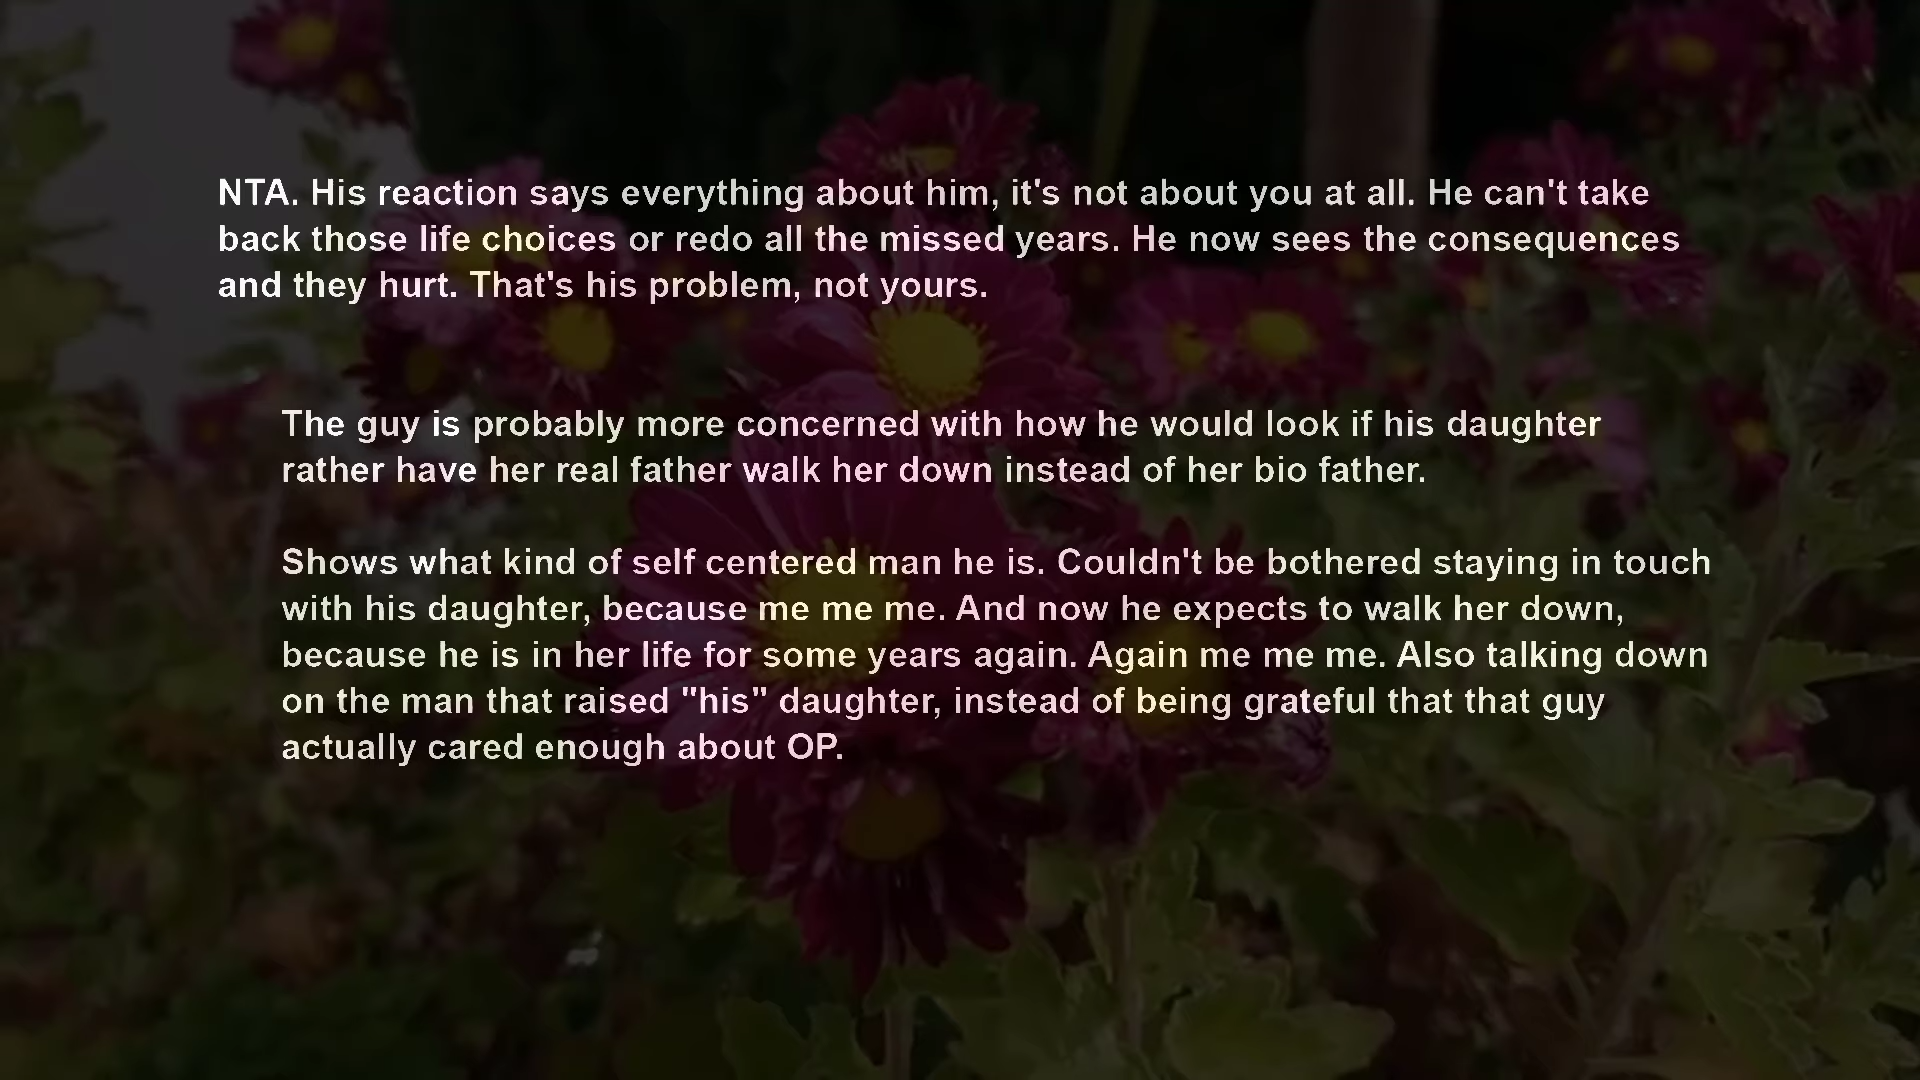 NTA. His reaction says everything about him, it's not about you at all. He can't take
back those life choices or redo all the missed years. He now sees the consequences
and they hurt. That's his problem, not yours.
The guy is probably more concerned with how he would look if his daughter
rather have her real father walk her down instead of her bio father.
Shows what kind of self centered man he is. Couldn't be bothered staying in touch
with his daughter, because me me me. And now he expects to walk her down,
because he is in her life for some years again. Again me me me. Also talking down
on the man that raised "his" daughter, instead of being grateful that that guy
actually cared enough about OP.